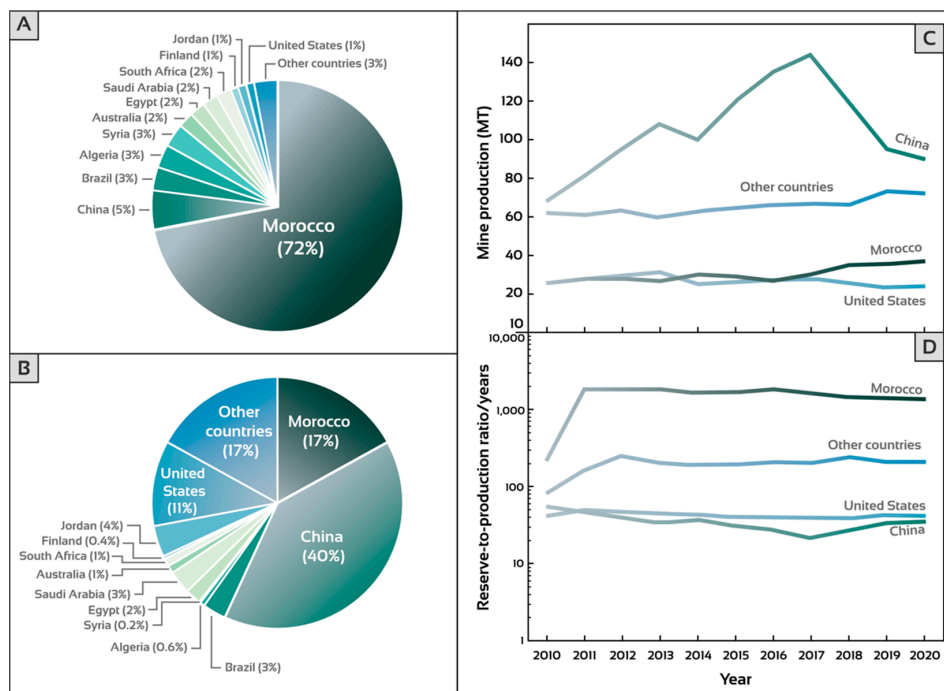 A
Jordan (1%)
United States (1%)
Finland (1%)
Other countries (3%)
South Africa (2%)
Saudi Arabia (2%)
Egypt (2%)
Australia (2%)
Syria (3%)
Algeria (3%)
Brazil (3%)
China (5%)
Morocco
(72%)
B
Other
countries
(17%)
Morocco
(17%)
United
States
(11%)
China
(40%)
Jordan (4%)
Finland (0.4%)
South Africa (1%)
Australia (1%)
Saudi Arabia (3%)
Egypt (2%)
Syria (0.2%)
Algeria (0.6%)
Brazil (3%)
C
Mine production (MT)
140
120
100
80
60
40
20
10
China
Other countries
Morocco
United States
D
Reserve-to-production ratio/years
10,000
1,000
100
10
1
Morocco
Other countries
United States
China
2010 2011 2012 2013 2014 2015 2016 2017 2018 2019 2020
Year